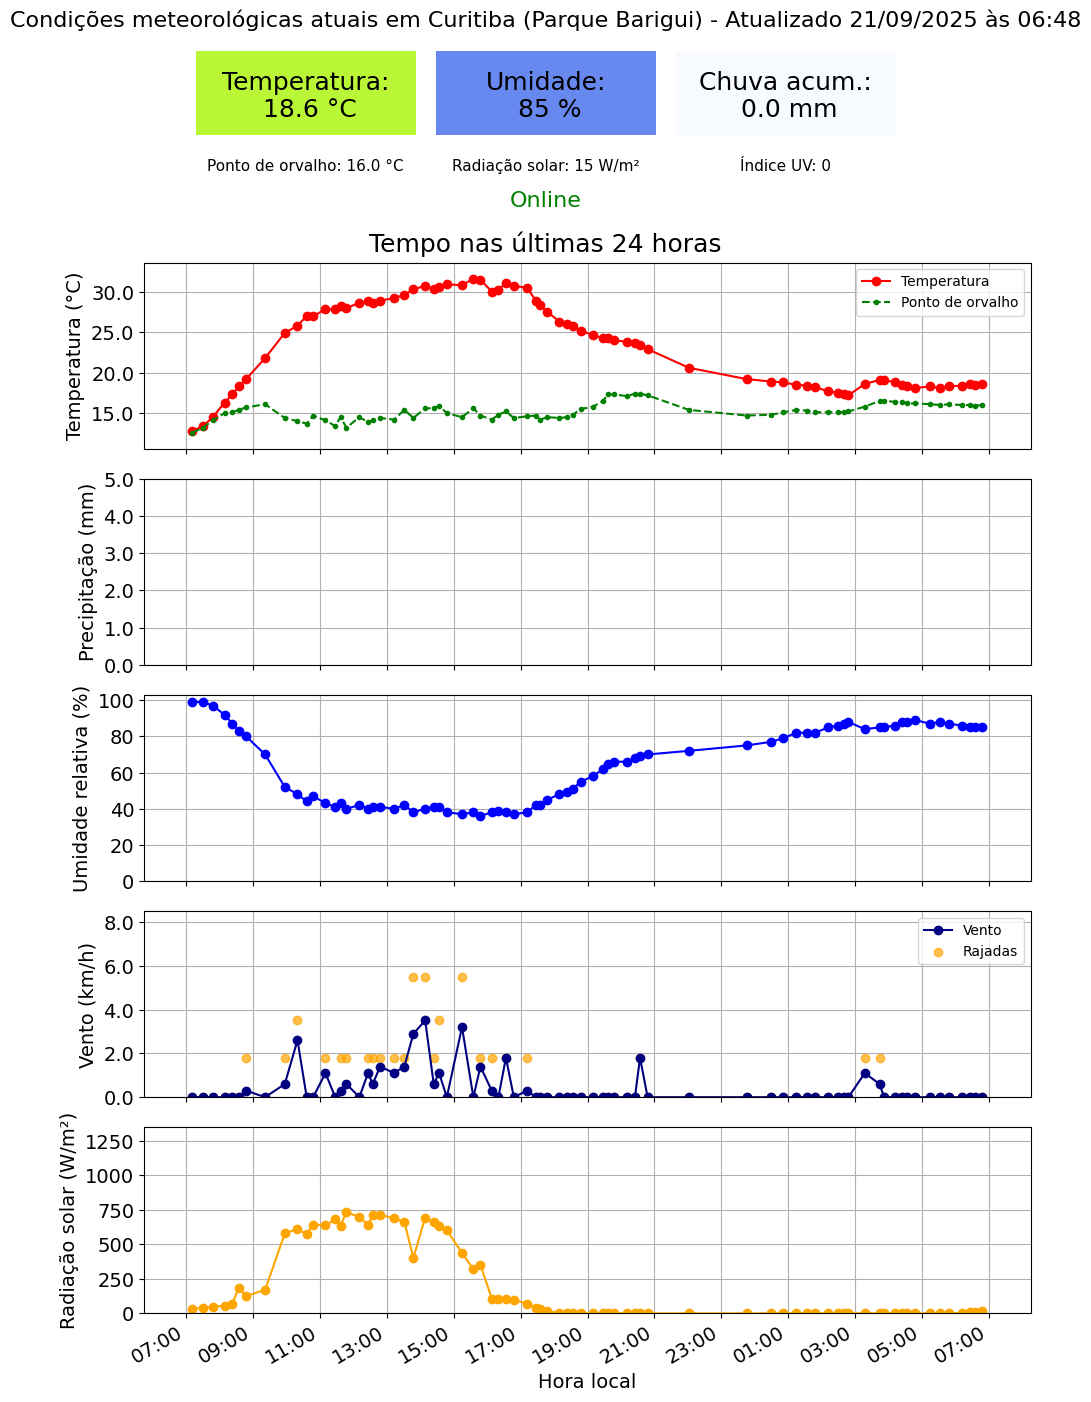 Condições meteorológicas atuais em Curitiba (Parque Barigui) - Atualizado 21/09/2025 às 06:48
Temperatura:
18.6 °C
Umidade:
85 %
Chuva acum.:
0.0 mm
Ponto de orvalho: 16.0 °C
Radiação solar: 15 W/m²
Índice UV: 0
Online
Tempo nas últimas 24 horas
Temperatura (°C)
30.0
25.0
20.0
15.0
Temperatura
Ponto de orvalho
Precipitação (mm)
5.0
4.0
3.0
2.0
1.0
0.0
Umidade relativa (%)
100
80
60
40
20
0
Vento (km/h)
8.0
6.0
4.0
2.0
0.0
Vento
Rajadas
Radiação solar (W/m²)
1250
1000
750
500
250
0
07:00
09:00
11:00
13:00
15:00
17:00
19:00
21:00
23:00
01:00
03:00
05:00
07:00
Hora local